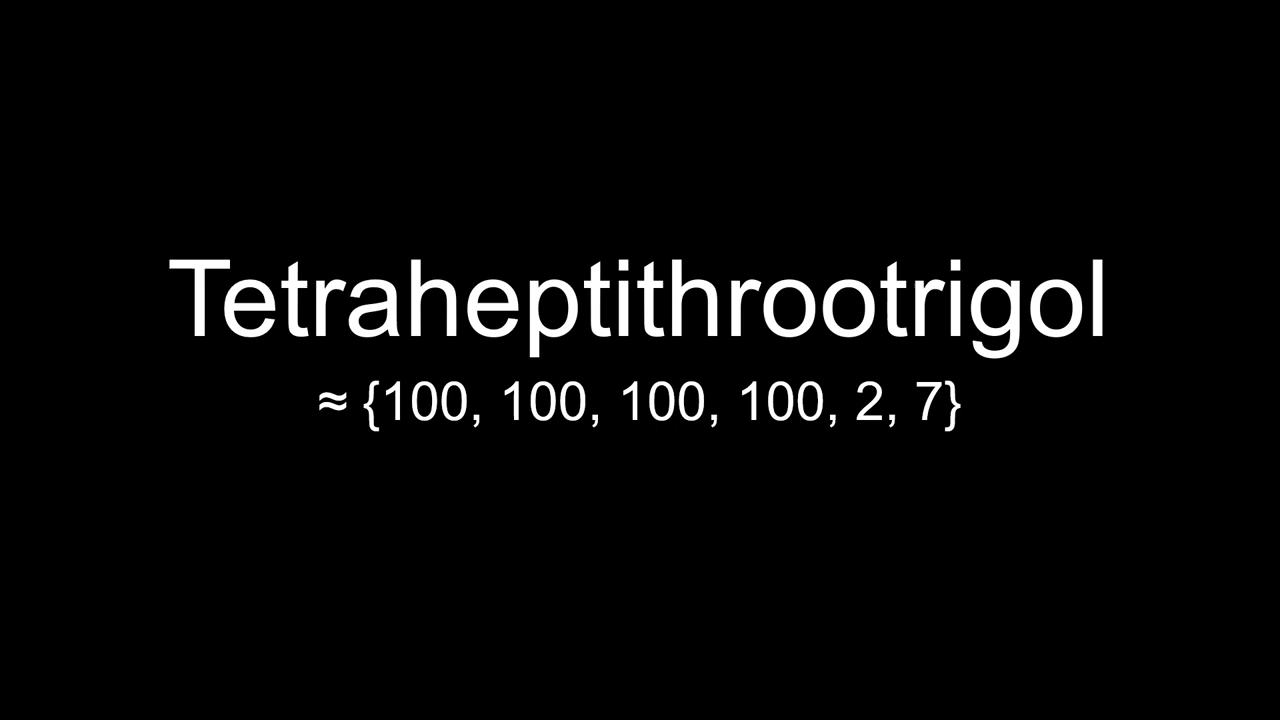 Tetraheptithrootrigol
≈ {100, 100, 100, 100, 2, 7}